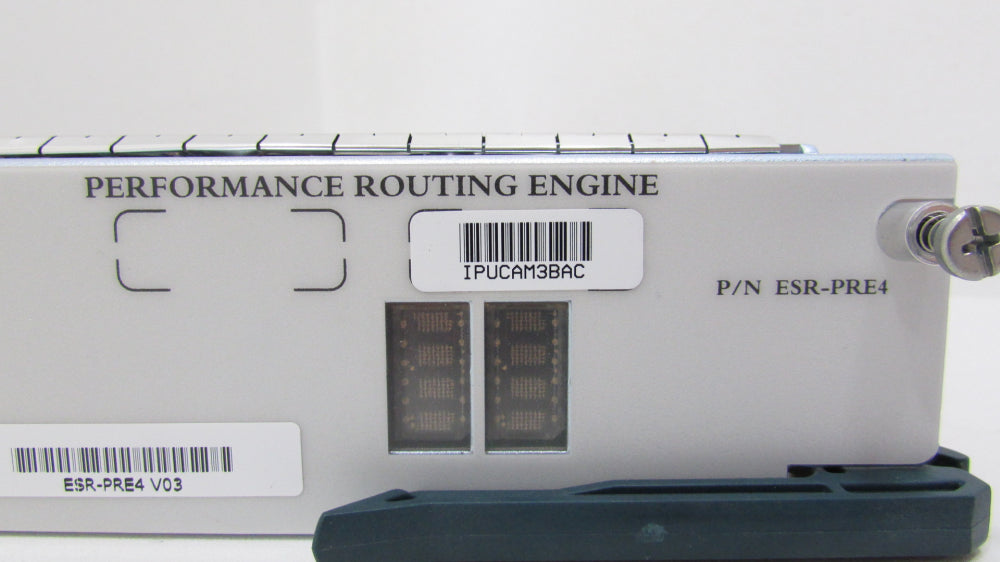 PERFORMANCE ROUTING ENGINE
IPUCAM3BAC
P/N ESR-PRE4
ESR-PRE4 V03